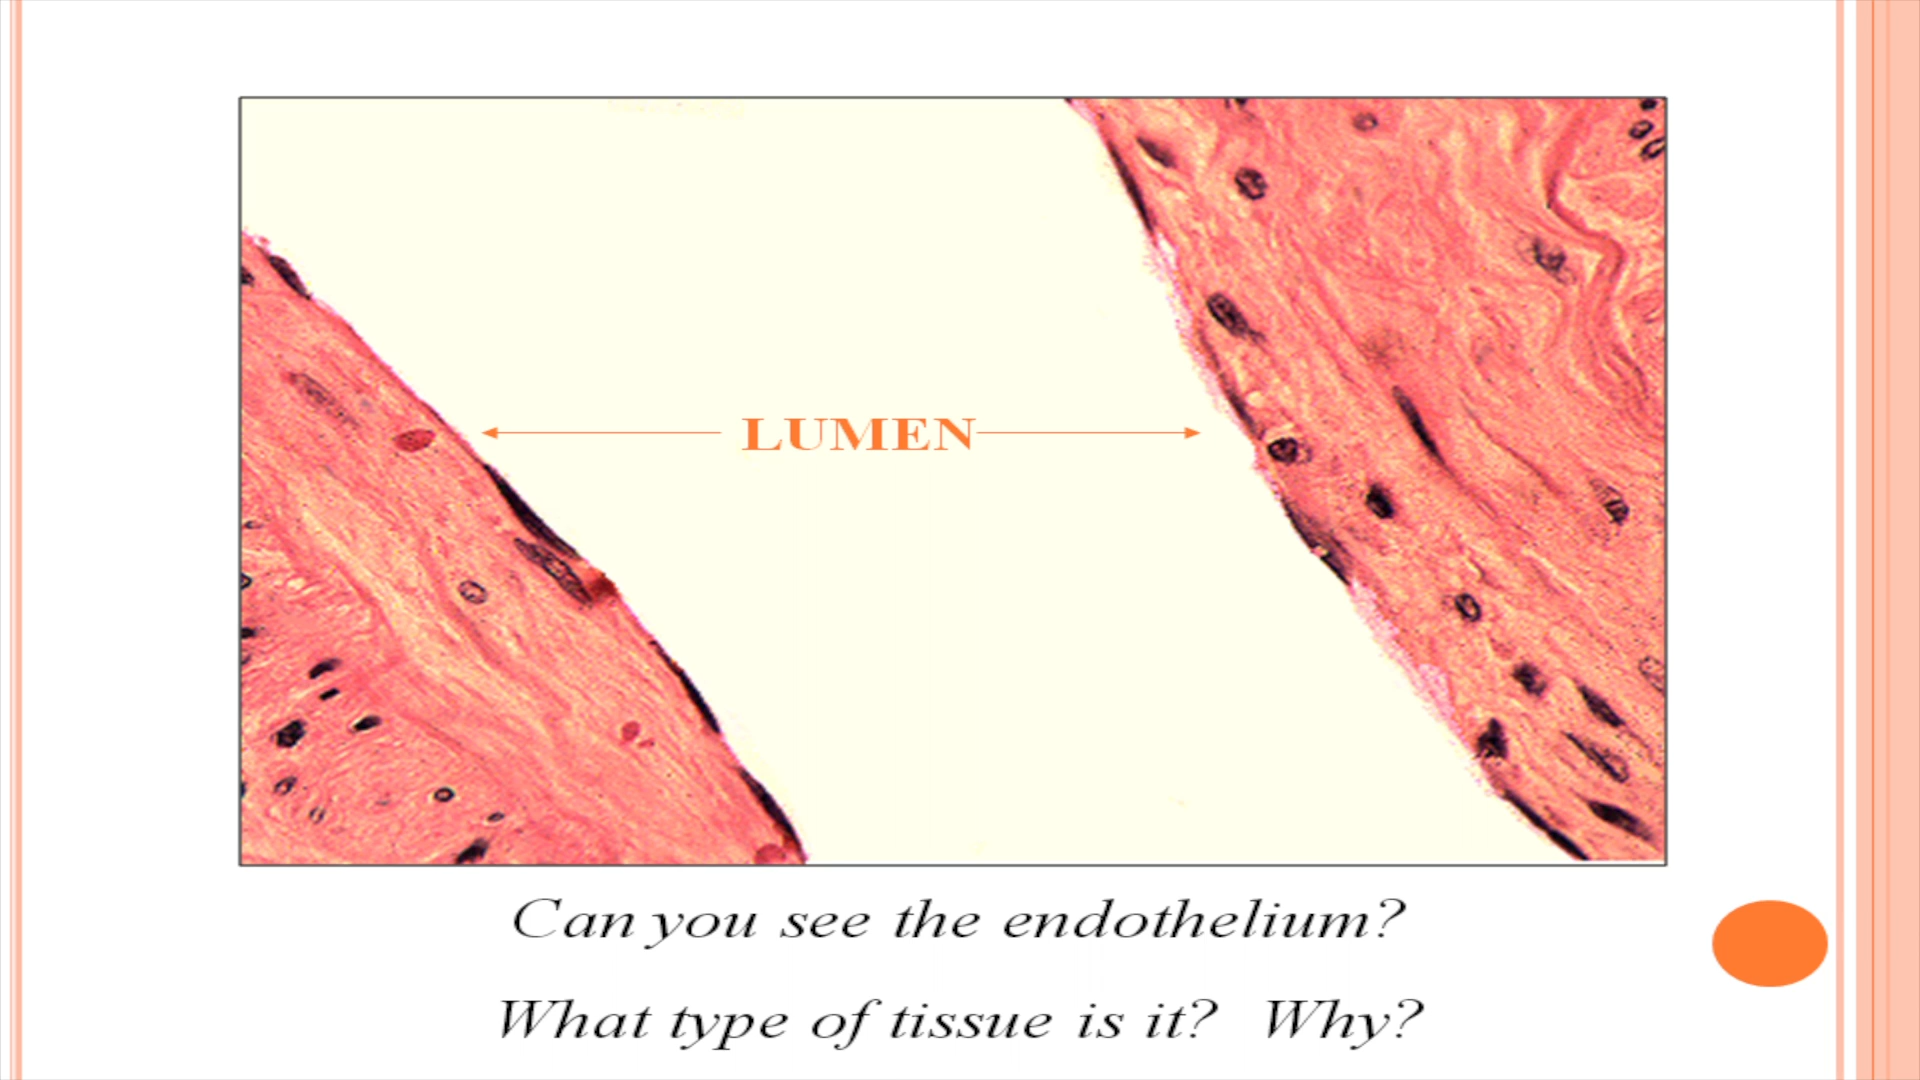 LUMEN
Can you see the endothelium?
What type of tissue is it? Why?